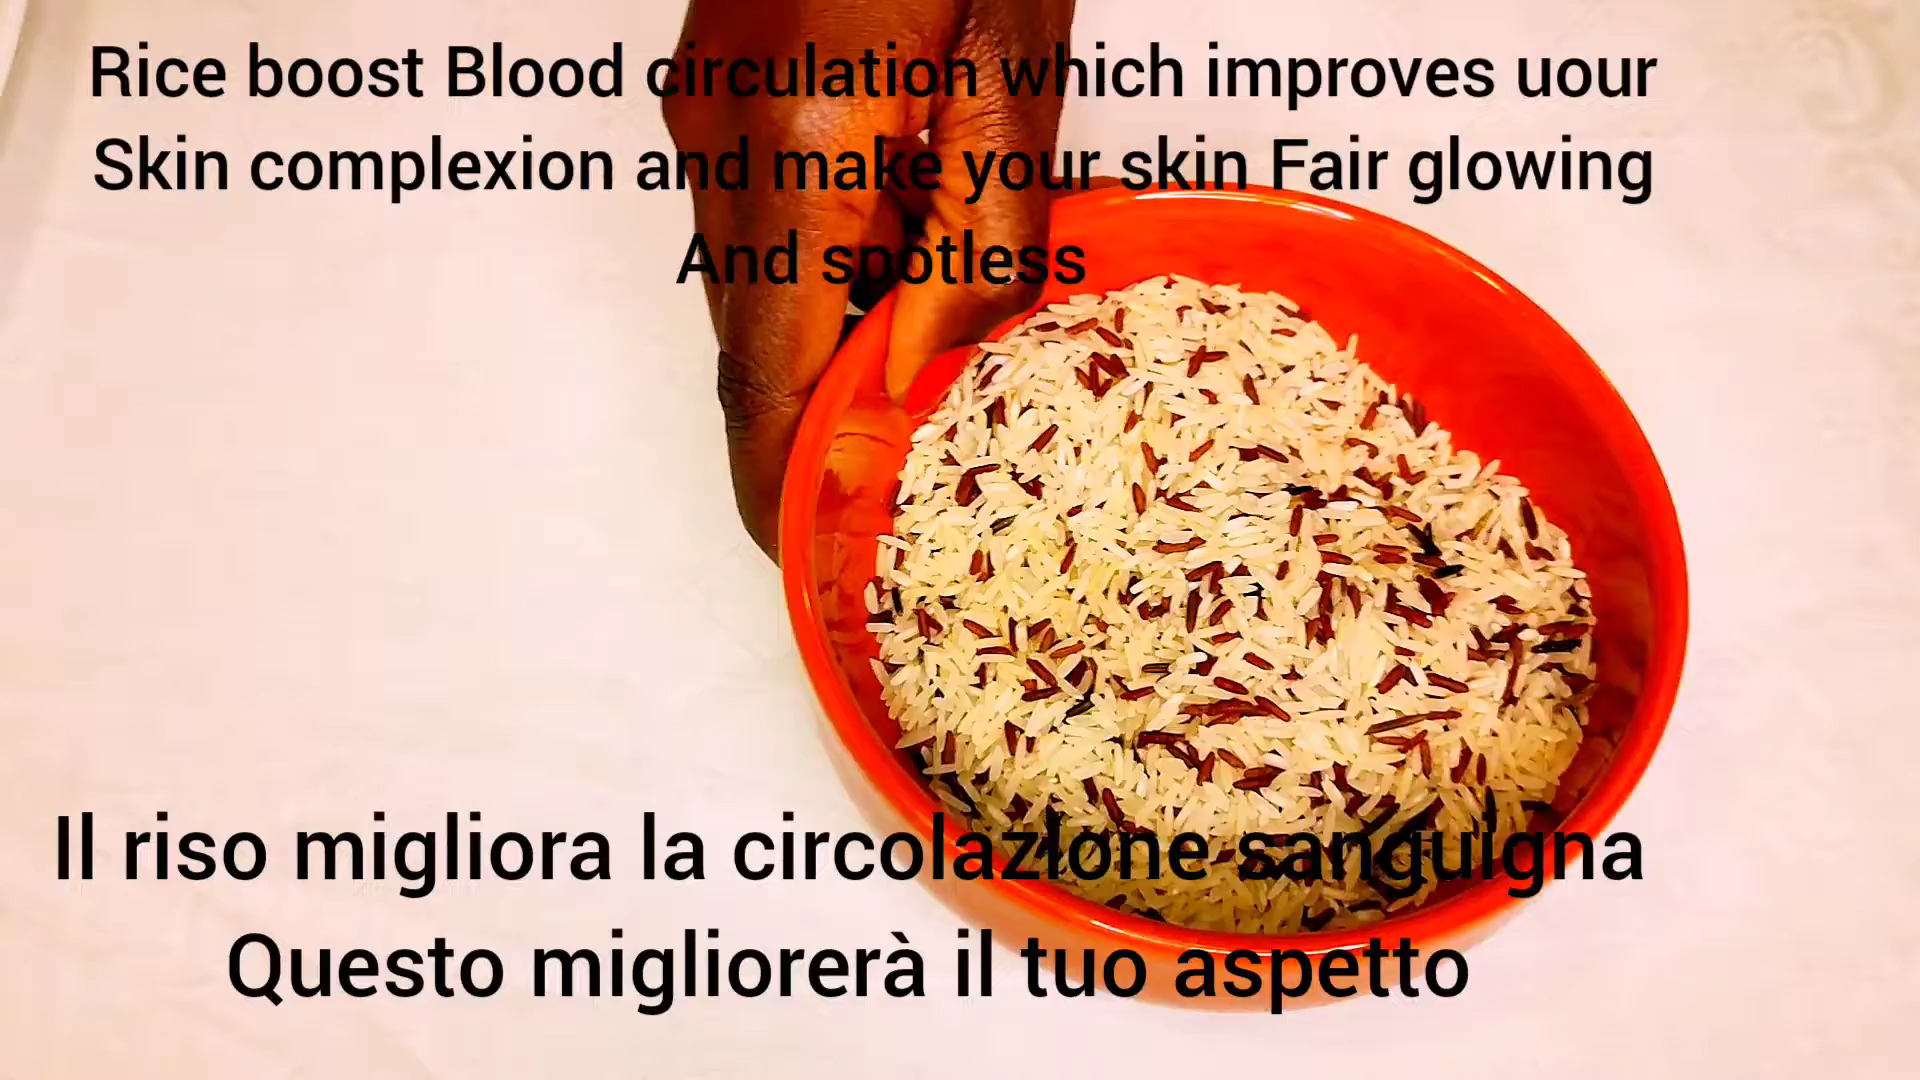 Rice boost Blood circulation which improves uour
Skin complexion and make your skin Fair glowing
And spotless
Il riso migliora la circolazione sanguigna
Questo migliorerà il tuo aspetto